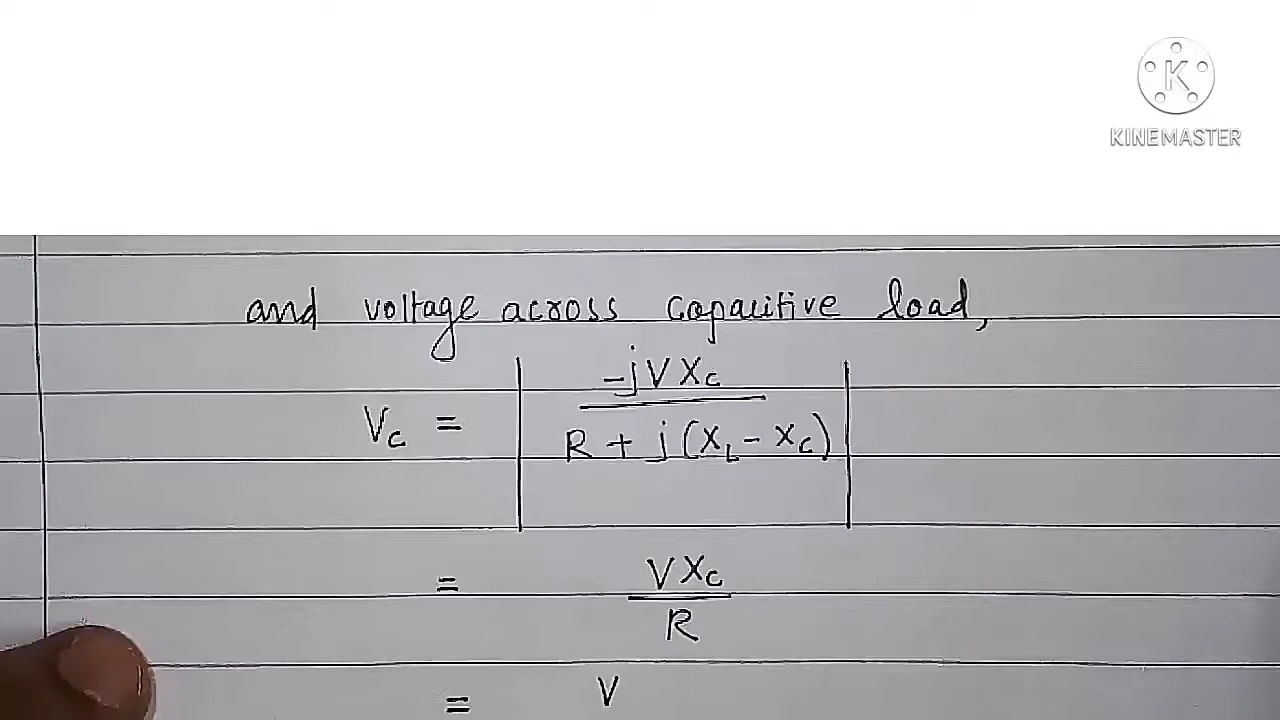 KINEMASTER
and voltage across capacitive load,
Vc = | -jVXc / R + j(XL - Xc) |
= VXc / R
= V